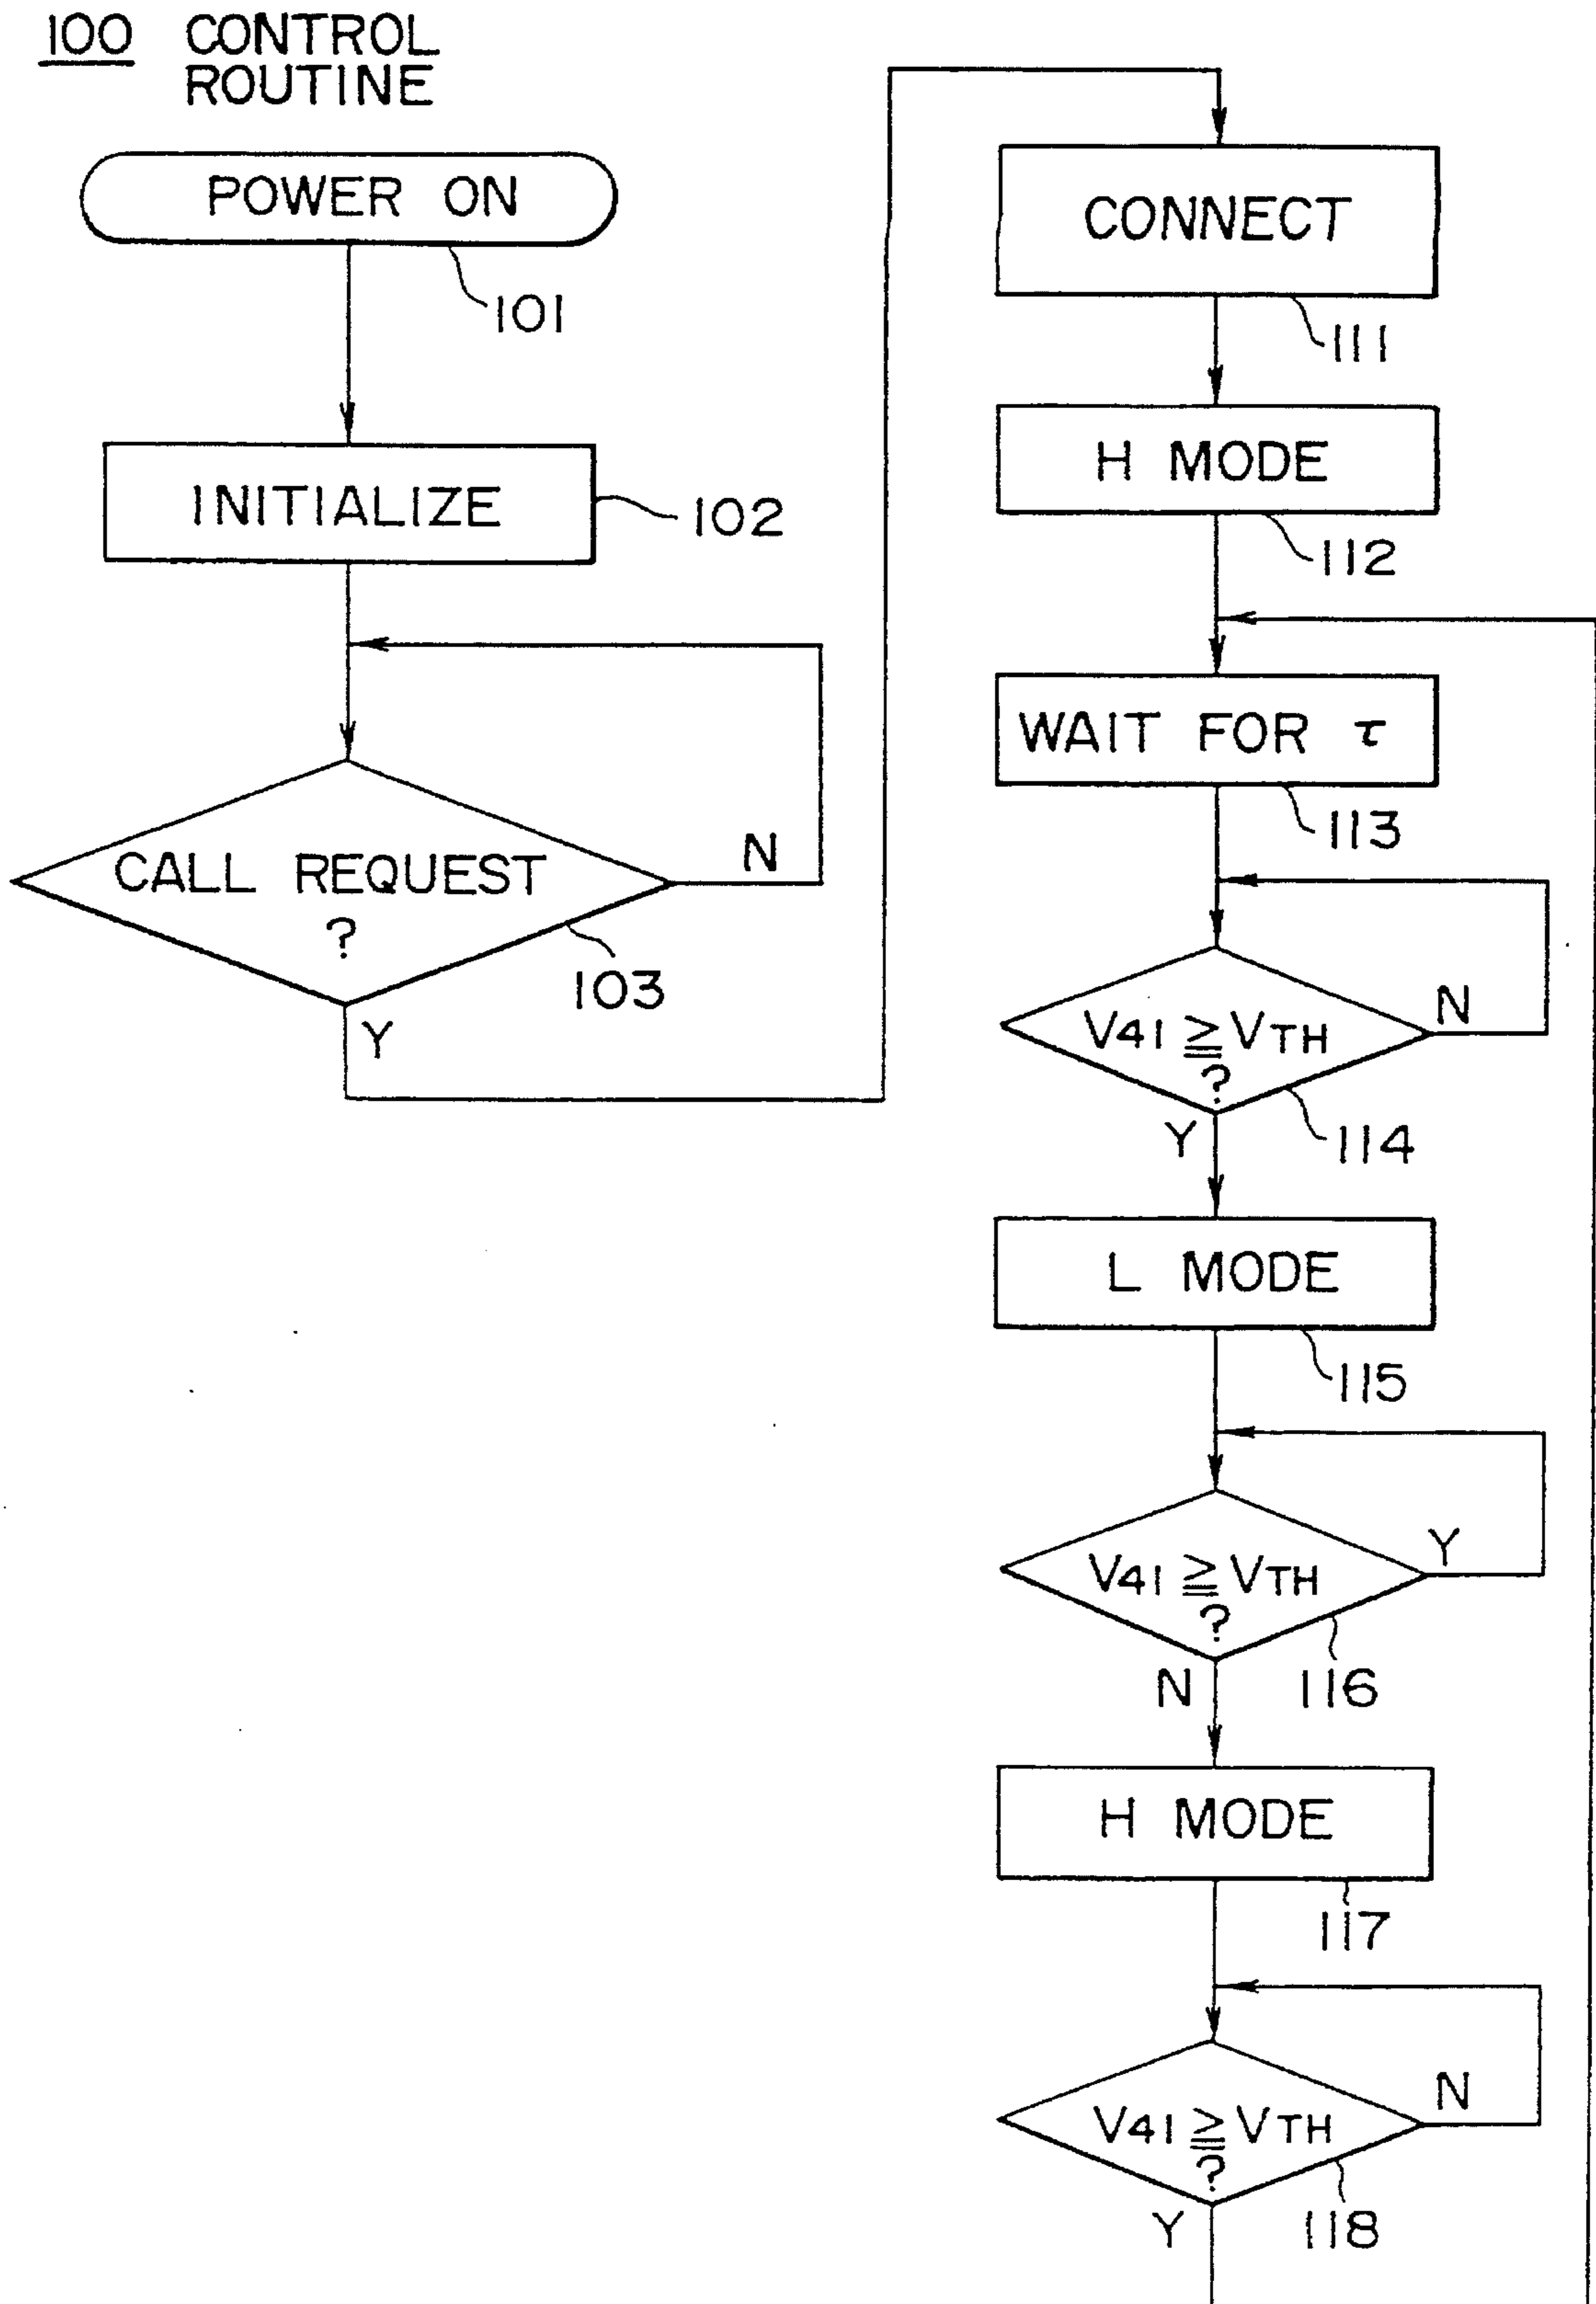 100 CONTROL
ROUTINE
POWER ON
101
INITIALIZE
102
CALL REQUEST
?
N
103
Y
CONNECT
111
H MODE
112
WAIT FOR τ
113
V41 ≧ VTH
?
N
114
Y
L MODE
115
V41 ≧ VTH
?
Y
116
N
H MODE
117
V41 ≧ VTH
?
N
118
Y